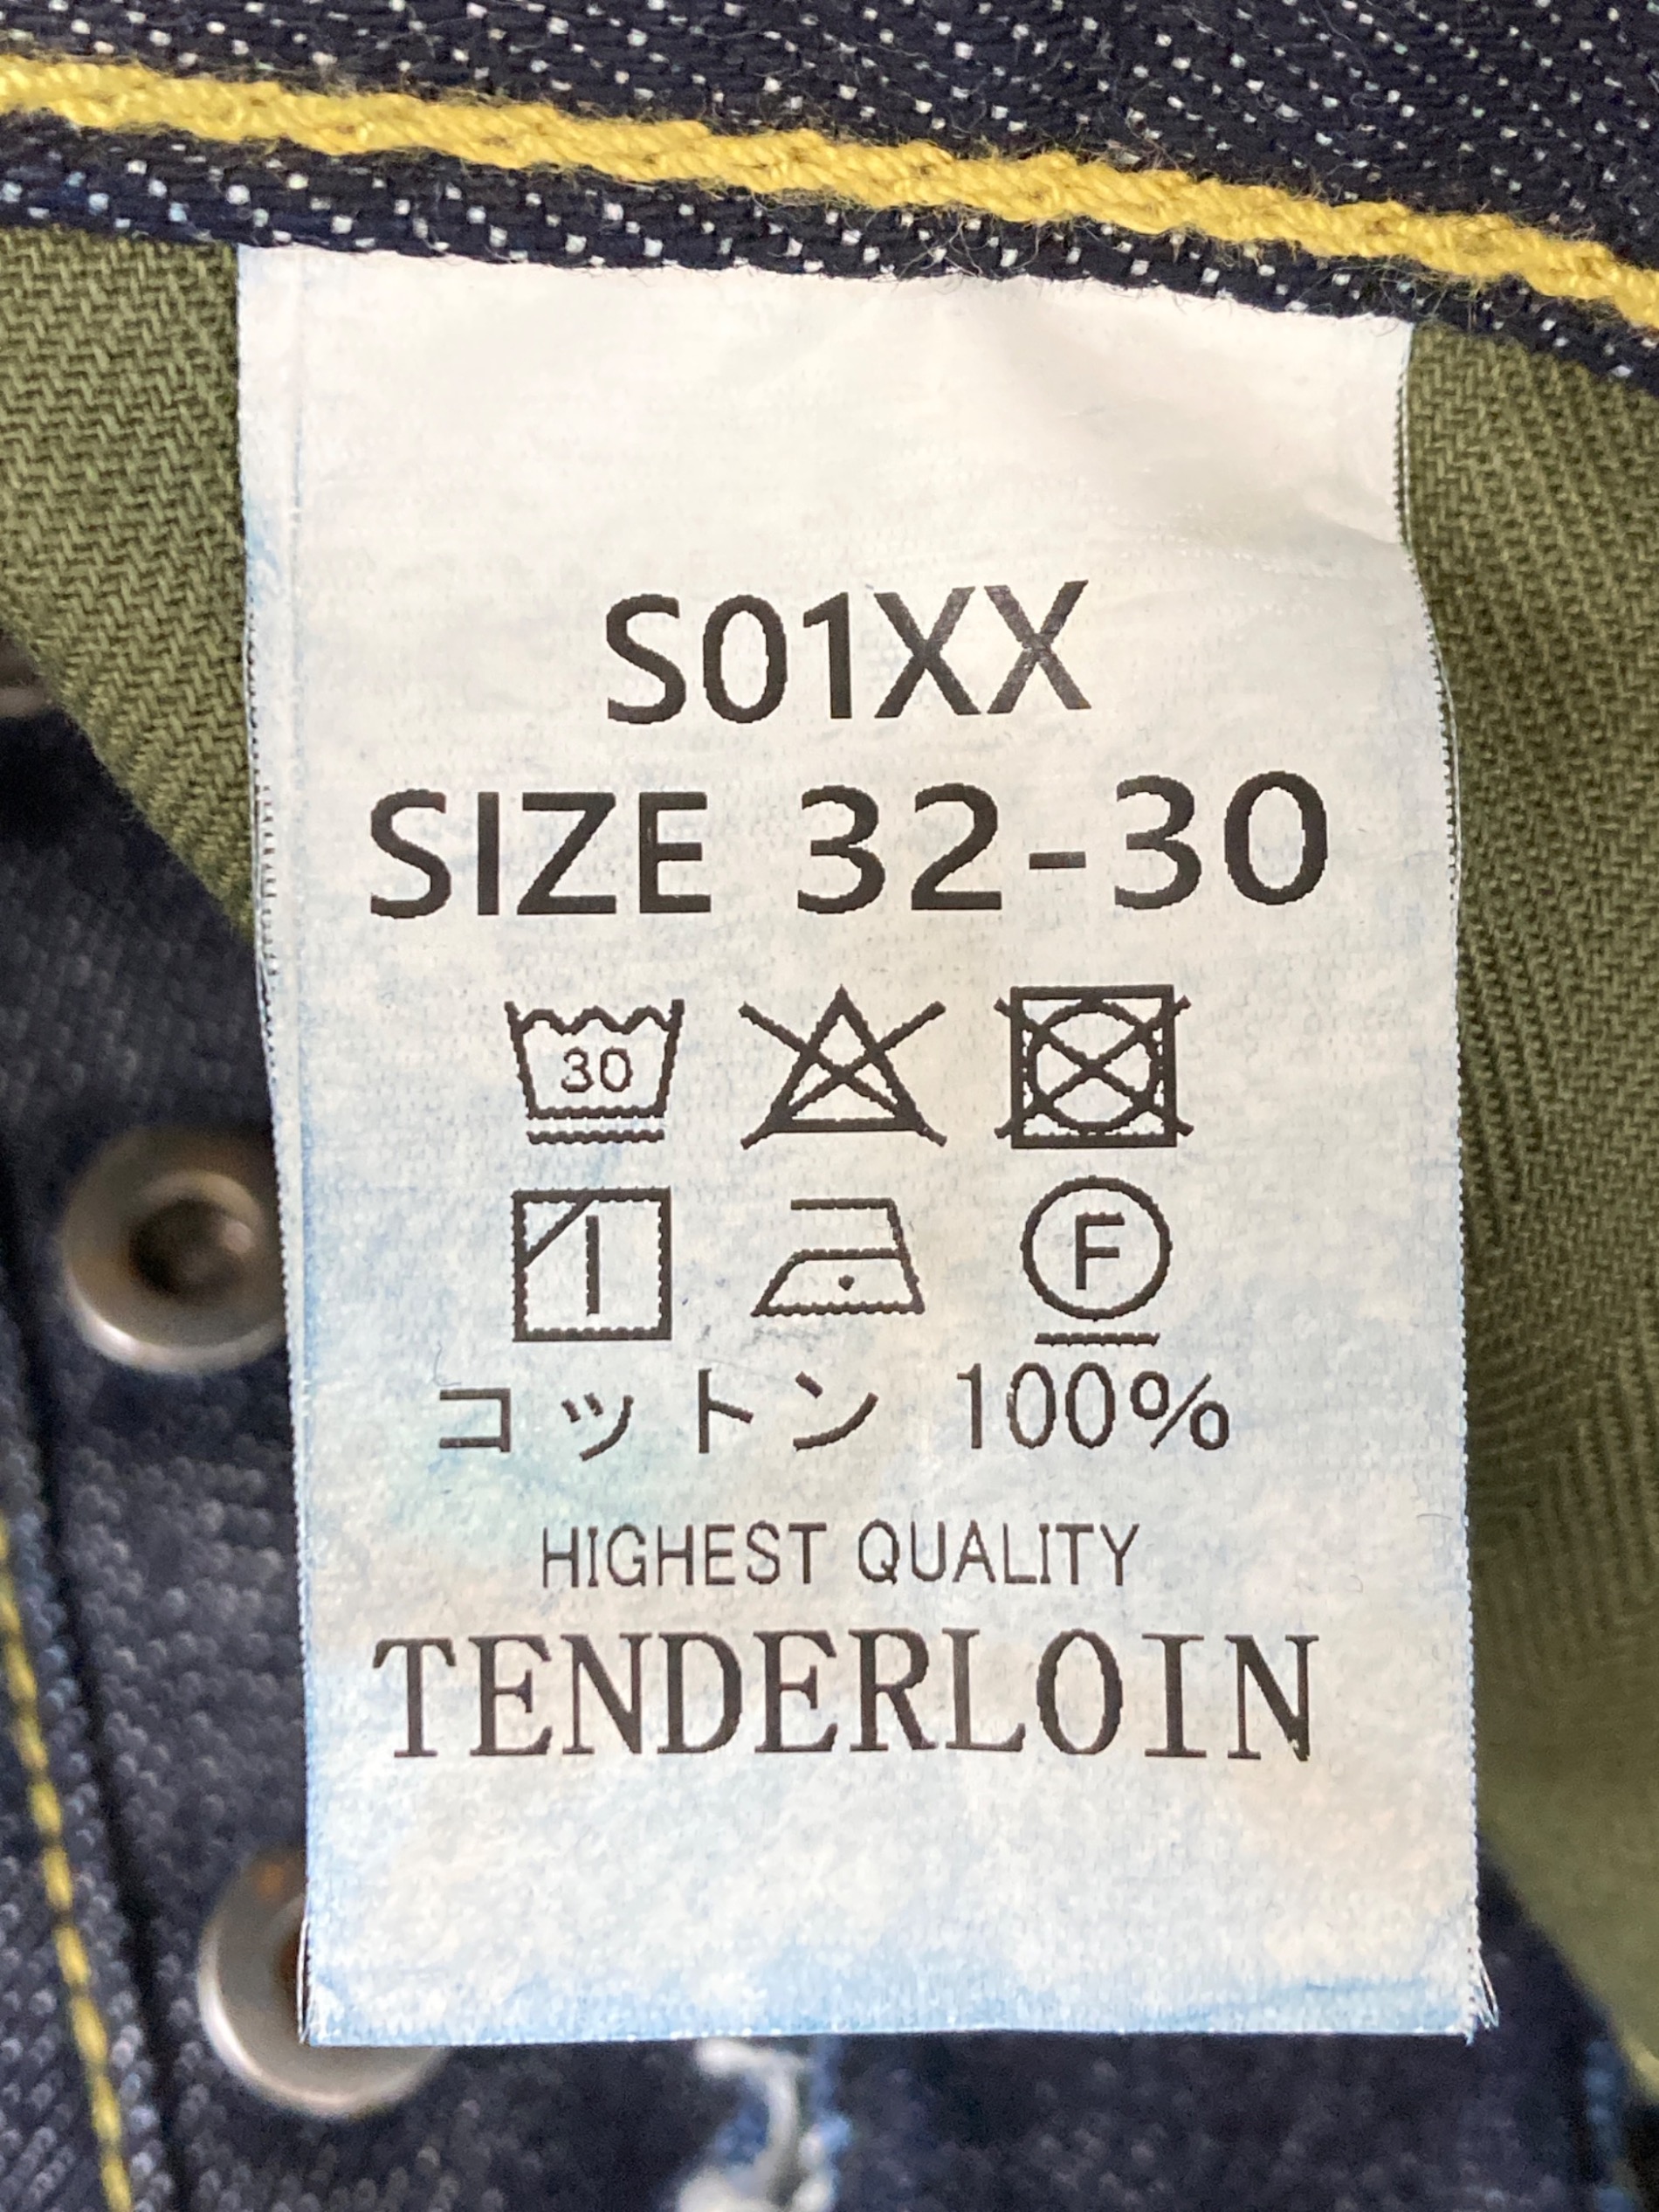 S01XX
SIZE 32-30
30
F
コットン 100%
HIGHEST QUALITY
TENDERLOIN